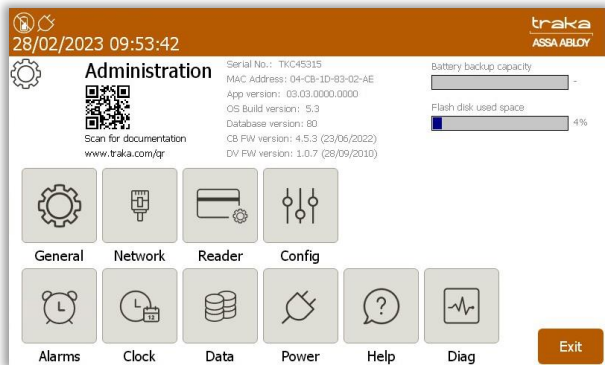 traka
28/02/2023 09:53:42
ASSA ABLOY
Administration
Scan for documentation
www.traka.com/qr
Serial No.: TKC45315
MAC Address: 04-CB-1D-83-02-AE
App version: 03.03.0000.0000
OS Build version: 5.3
Database version: 80
CB FW version: 4.5.3 (23/06/2022)
DV FW version: 1.0.7 (28/09/2010)
Battery backup capacity
-
Flash disk used space
4%
General
Network
Reader
Config
L
L
12
?
Alarms
Clock
Data
Power
Help
Diag
Exit